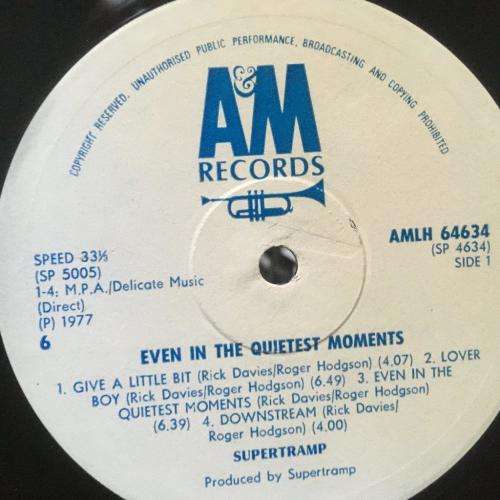 COPYRIGHT RESERVED. UNAUTHORISED PUBLIC PERFORMANCE, BROADCASTING AND COPYING PROHIBITED
A&M
RECORDS
AMLH 64634
(SP 4634)
SIDE 1
SPEED 33⅓
(SP 5005)
1-4: M.P.A./Delicate Music
(Direct)
(P) 1977
6
EVEN IN THE QUIETEST MOMENTS
1. GIVE A LITTLE BIT (Rick Davies/Roger Hodgson) (4.07) 2. LOVER
BOY (Rick Davies/Roger Hodgson) (6.49) 3. EVEN IN THE
QUIETEST MOMENTS (Rick Davies/Roger Hodgson)
(6.39) 4. DOWNSTREAM (Rick Davies/
Roger Hodgson) (4.00)
SUPERTRAMP
Produced by Supertramp